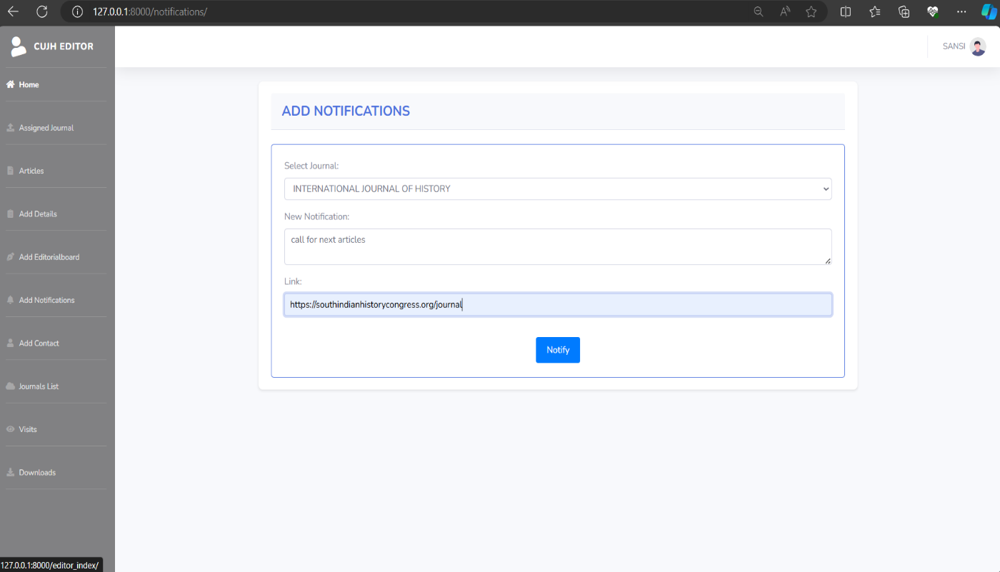 127.0.0.1:8000/notifications/
CUJH EDITOR
SANSI
Home
Assigned Journal
Articles
Add Details
Add Editorialboard
Add Notifications
Add Contact
Journals List
Visits
Downloads
ADD NOTIFICATIONS
Select Journal:
INTERNATIONAL JOURNAL OF HISTORY
New Notification:
call for next articles
Link:
https://southindianhistorycongress.org/journal
Notify
127.0.0.1:8000/editor_index/